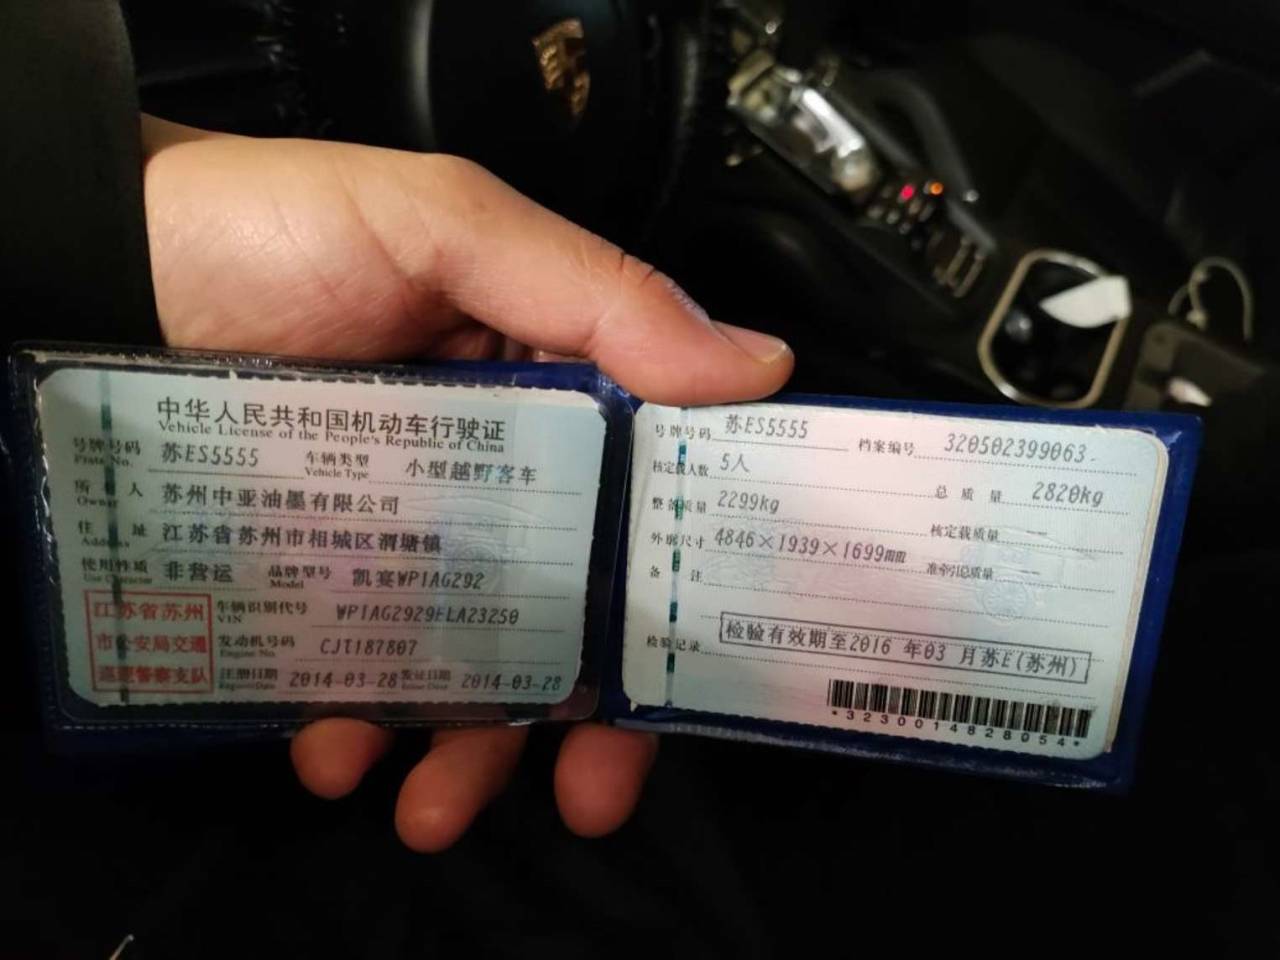 中华人民共和国机动车行驶证
Vehicle License of the People's Republic of China
号牌号码 苏ES5555 车辆类型 小型越野客车
Plate No. Vehicle Type
所有人 苏州中亚油墨有限公司
Owner
住址 江苏省苏州市相城区渭塘镇
Address
使用性质 非营运 品牌型号 凯宴WP1AG292
Use Character Model
江苏省苏州
市公安局交通
巡逻警察支队
车辆识别代号 WP1AG2929ELA23250
VIN
发动机号码 CJT187807
Engine No.
注册日期 2014-03-28 发证日期 2014-03-28
Register Date Issue Date
号牌号码 苏ES5555 档案编号 320502399063
核定载人数 5人 总质量 2820kg
整备质量 2299kg 核定载质量 --
外廓尺寸 4846×1939×1699mm 准牵引总质量 --
备注
检验记录 检验有效期至2016年03月苏E(苏州)
*3230014828954*